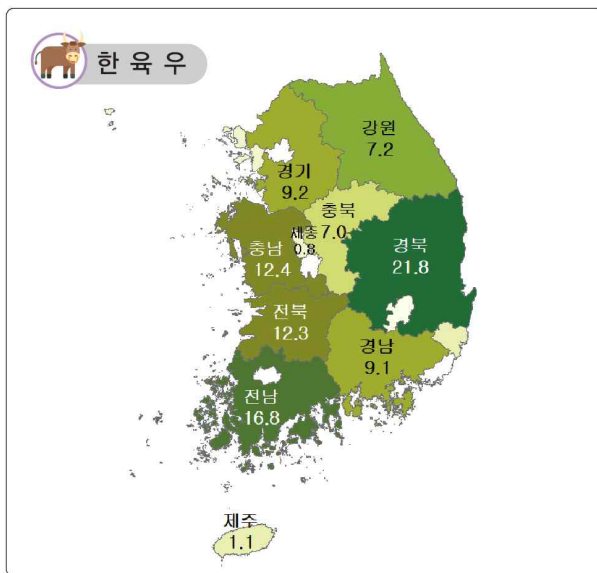 한 육 우
강원
7.2
경기
9.2
충북
7.0
세종
0.8
충남
12.4
경북
21.8
전북
12.3
경남
9.1
전남
16.8
제주
1.1